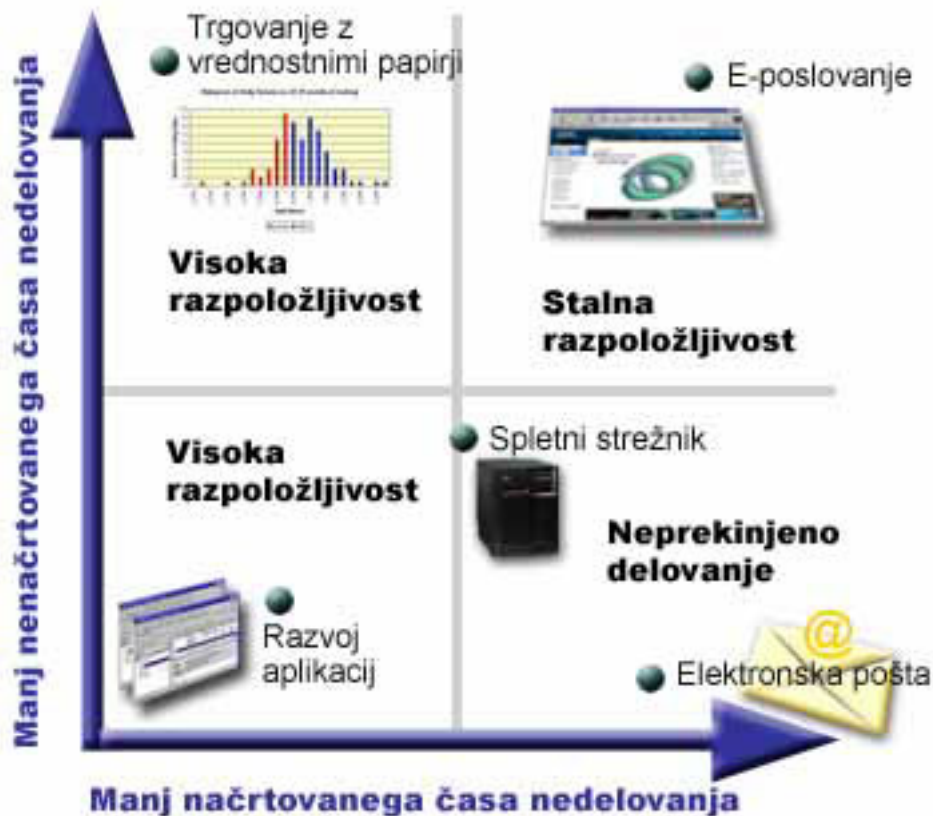 Trgovanje z
vrednostnimi papirji
E-poslovanje
Visoka
razpoložljivost
Stalna
razpoložljivost
Visoka
razpoložljivost
Spletni strežnik
Neprekinjeno
delovanje
Razvoj
aplikacij
@
Elektronska pošta
Manj nenačrtovanega časa nedelovanja
Manj načrtovanega časa nedelovanja